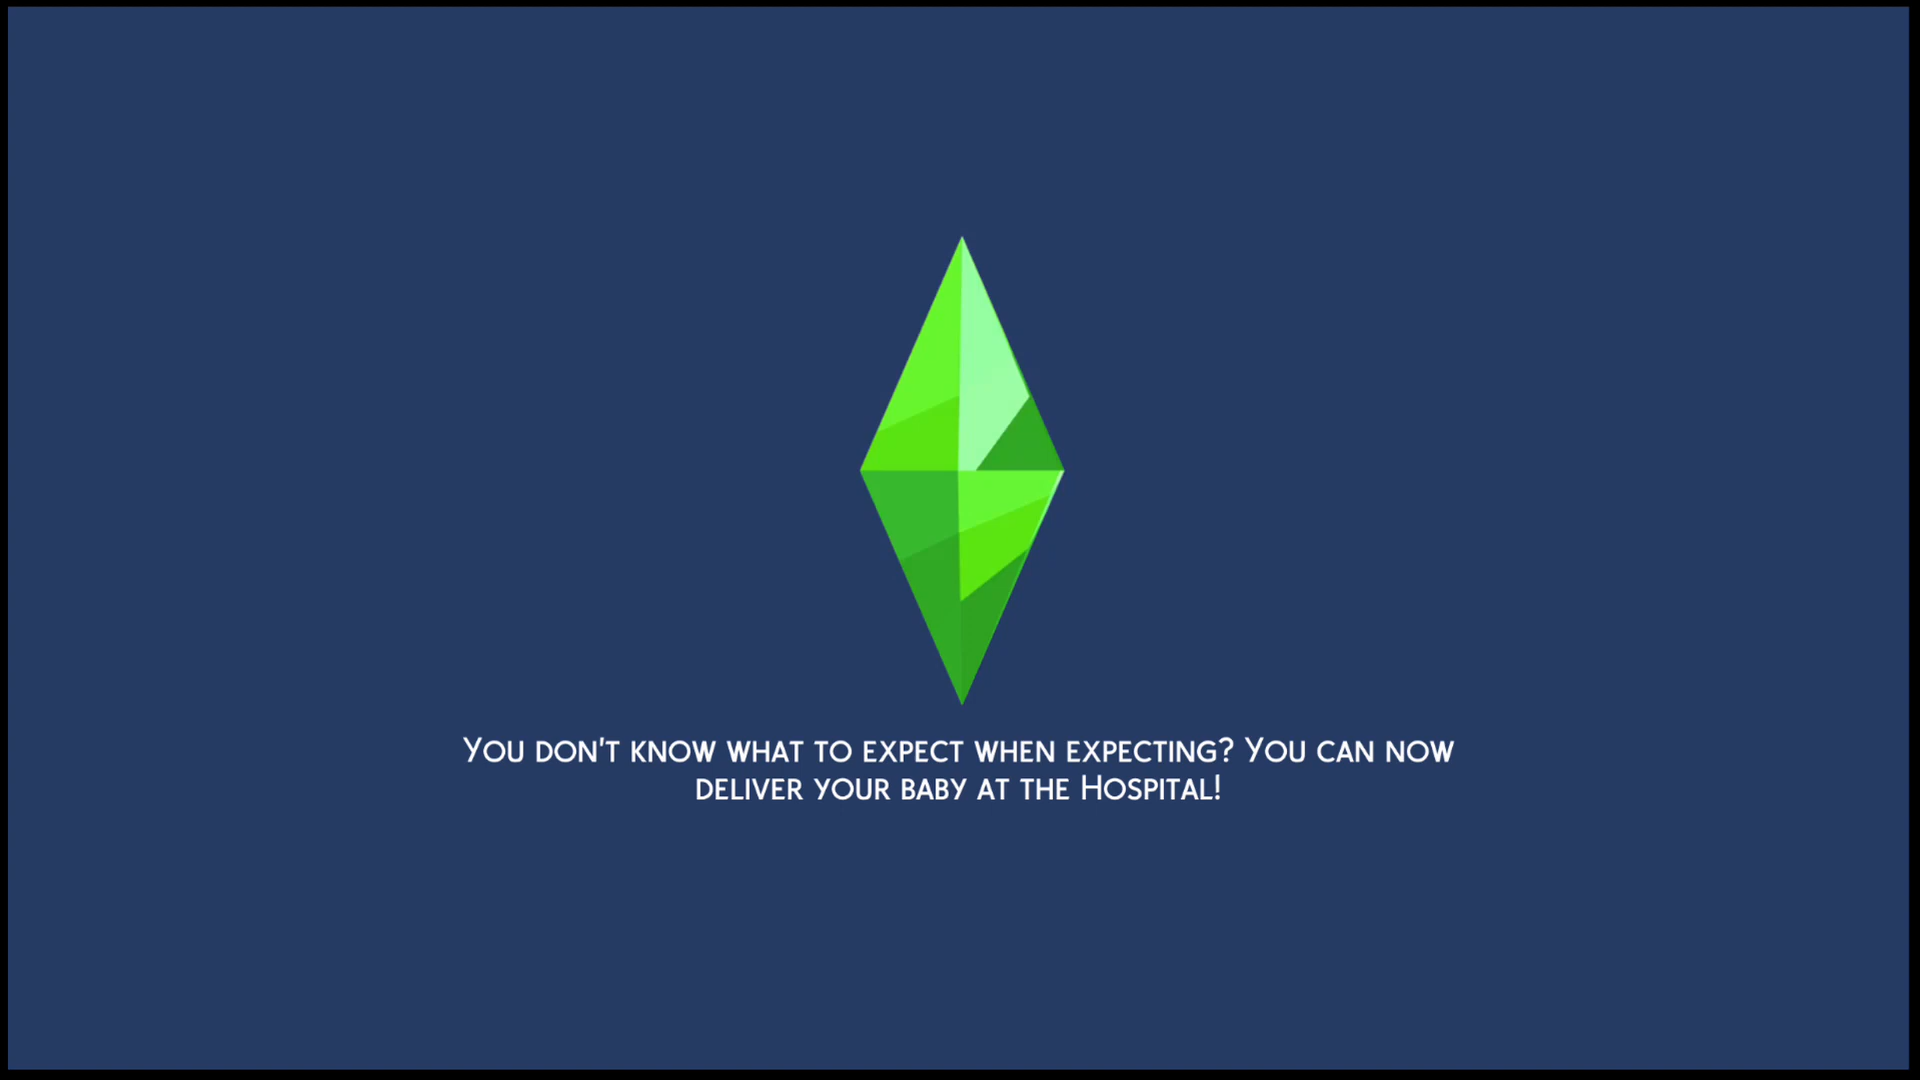 You don't know what to expect when expecting? You can now
deliver your baby at the Hospital!